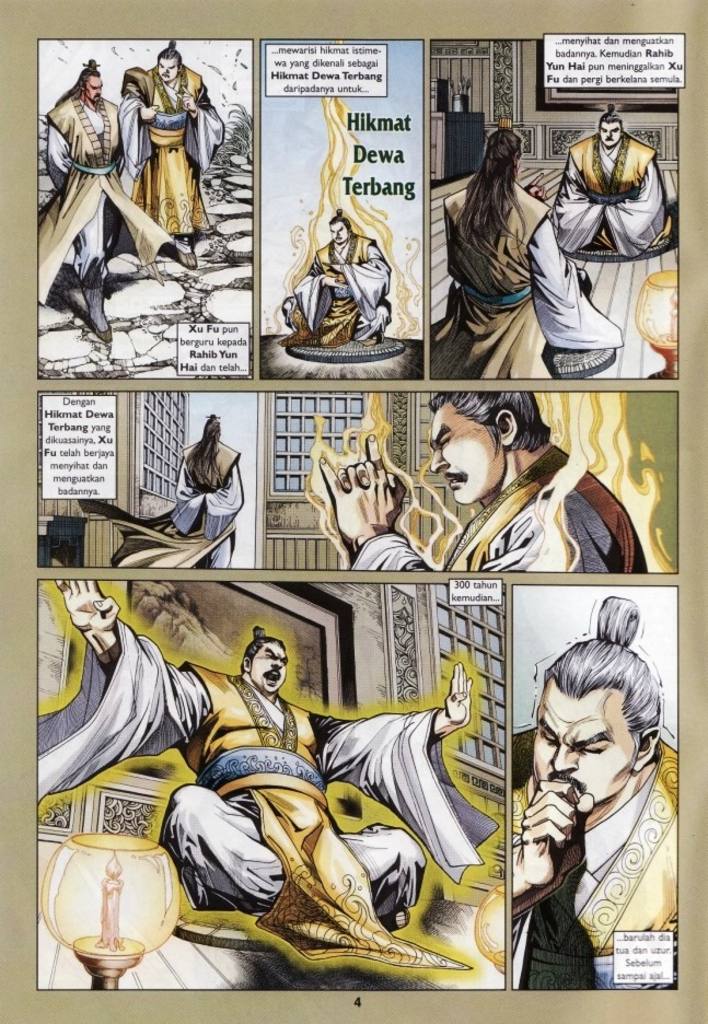 Xu Fu pun
berguru kepada
Rahib Yun
Hai dan telah...
...mewarisi hikmat istime-
wa yang dikenali sebagai
Hikmat Dewa Terbang
daripadanya untuk...
Hikmat
Dewa
Terbang
...menyihat dan menguatkan
badannya. Kemudian Rahib
Yun Hai pun meninggalkan Xu
Fu dan pergi berkelana semula.
Dengan
Hikmat Dewa
Terbang yang
dikuasainya, Xu
Fu telah berjaya
menyihat dan
menguatkan
badannya.
300 tahun
kemudian...
...barulah dia
tua dan uzur.
Sebelum
sampai ajal...
4